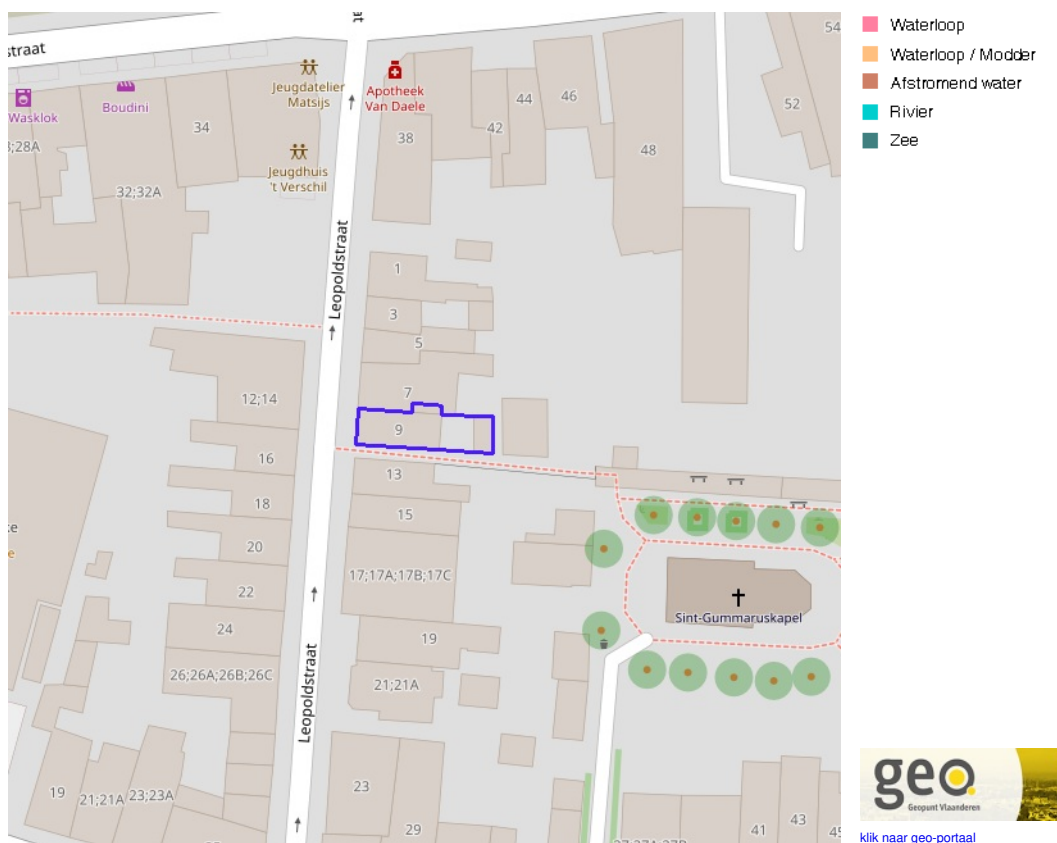 straat
Wasklok
Boudini
Jeugdatelier
Matsijs
Jeugdhuis
't Verschil
Apotheek
Van Daele
38
42
44
46
48
52
54
34
32;32A
Leopoldstraat
1
3
5
7
9
12;14
16
18
20
22
24
26;26A;26B;26C
13
15
17;17A;17B;17C
19
21;21A
23
29
Leopoldstraat
Sint-Gummaruskapel
19
21;21A
23;23A
41
43
Waterloop
Waterloop / Modder
Afstromend water
Rivier
Zee
geo
Geopunt Vlaanderen
klik naar geo-portaal